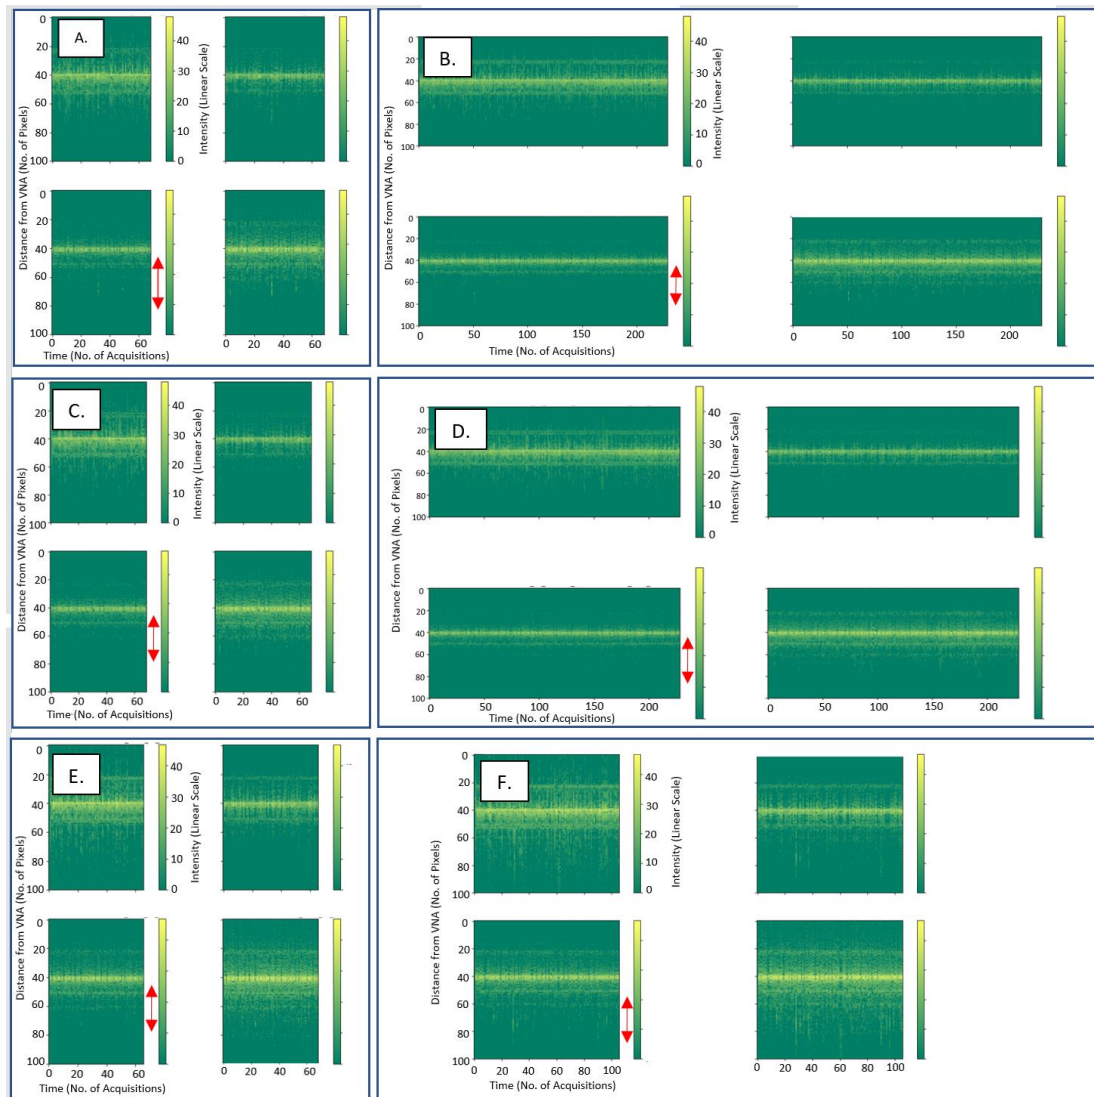 A.
0
20
40
60
80
100
40
30
20
10
0
Intensity (Linear Scale)
Distance from VNA (No. of Pixels)
0
20
40
60
80
100
0 20 40 60
0 20 40 60
Time (No. of Acquisitions)
B.
0
20
40
60
80
100
40
30
20
10
0
Intensity (Linear Scale)
Distance from VNA (No. of Pixels)
0
20
40
60
80
100
0 50 100 150 200
0 50 100 150 200
Time (No. of Acquisitions)
C.
0
20
40
60
80
100
40
30
20
10
0
Intensity (Linear Scale)
Distance from VNA (No. of Pixels)
0
20
40
60
80
100
0 20 40 60
0 20 40 60
Time (No. of Acquisitions)
D.
0
20
40
60
80
100
40
30
20
10
0
Intensity (Linear Scale)
Distance from VNA (No. of Pixels)
0
20
40
60
80
100
0 50 100 150 200
0 50 100 150 200
Time (No. of Acquisitions)
E.
0
20
40
60
80
100
40
30
20
10
0
Intensity (Linear Scale)
Distance from VNA (No. of Pixels)
0
20
40
60
80
100
0 20 40 60
0 20 40 60
Time (No. of Acquisitions)
F.
0
20
40
60
80
100
40
30
20
10
0
Intensity (Linear Scale)
Distance from VNA (No. of Pixels)
0
20
40
60
80
100
0 20 40 60 80 100
0 20 40 60 80 100
Time (No. of Acquisitions)